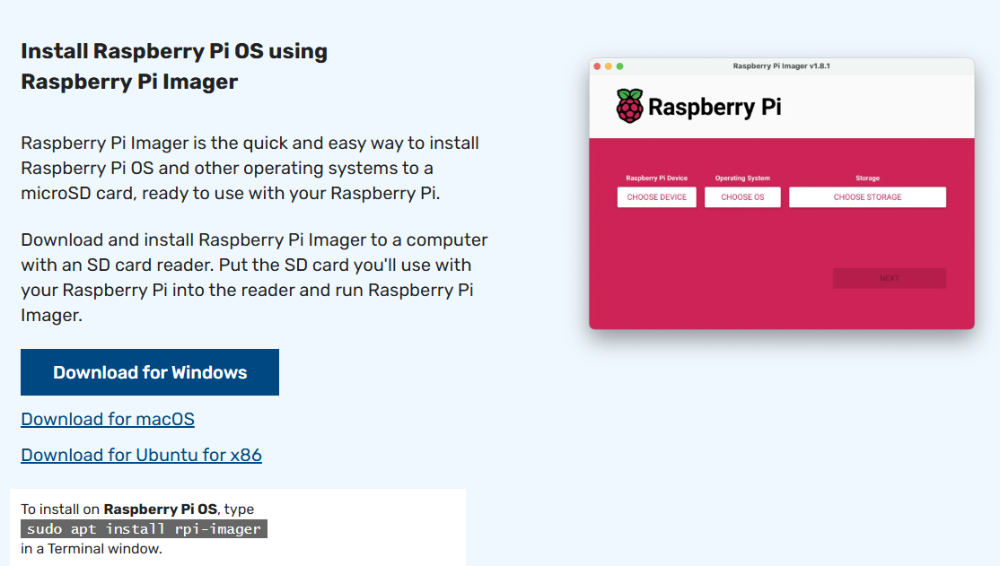 Install Raspberry Pi OS using
Raspberry Pi Imager
Raspberry Pi Imager is the quick and easy way to install
Raspberry Pi OS and other operating systems to a
microSD card, ready to use with your Raspberry Pi.
Download and install Raspberry Pi Imager to a computer
with an SD card reader. Put the SD card you'll use with
your Raspberry Pi into the reader and run Raspberry Pi
Imager.
Download for Windows
Download for macOS
Download for Ubuntu for x86
To install on Raspberry Pi OS, type
sudo apt install rpi-imager
in a Terminal window.
Raspberry Pi Imager v1.8.1
Raspberry Pi
Raspberry Pi Device Operating System Storage
CHOOSE DEVICE CHOOSE OS CHOOSE STORAGE
NEXT